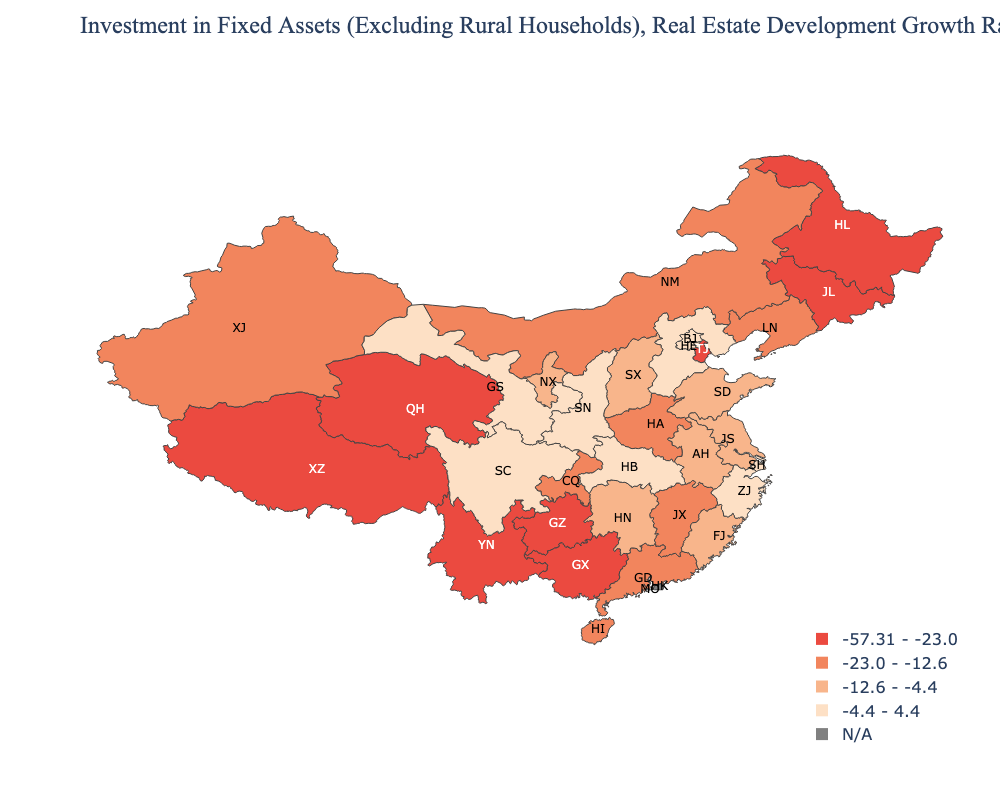 Investment in Fixed Assets (Excluding Rural Households), Real Estate Development Growth Ra
HL
NM
JL
XJ
LN
BJ
HE
TJ
SX
NX
GS
SD
SN
QH
HA
JS
AH
SH
HB
XZ
SC
CQ
ZJ
HN
JX
GZ
FJ
YN
GX
GD
HK
MO
HI
-57.31 - -23.0
-23.0 - -12.6
-12.6 - -4.4
-4.4 - 4.4
N/A